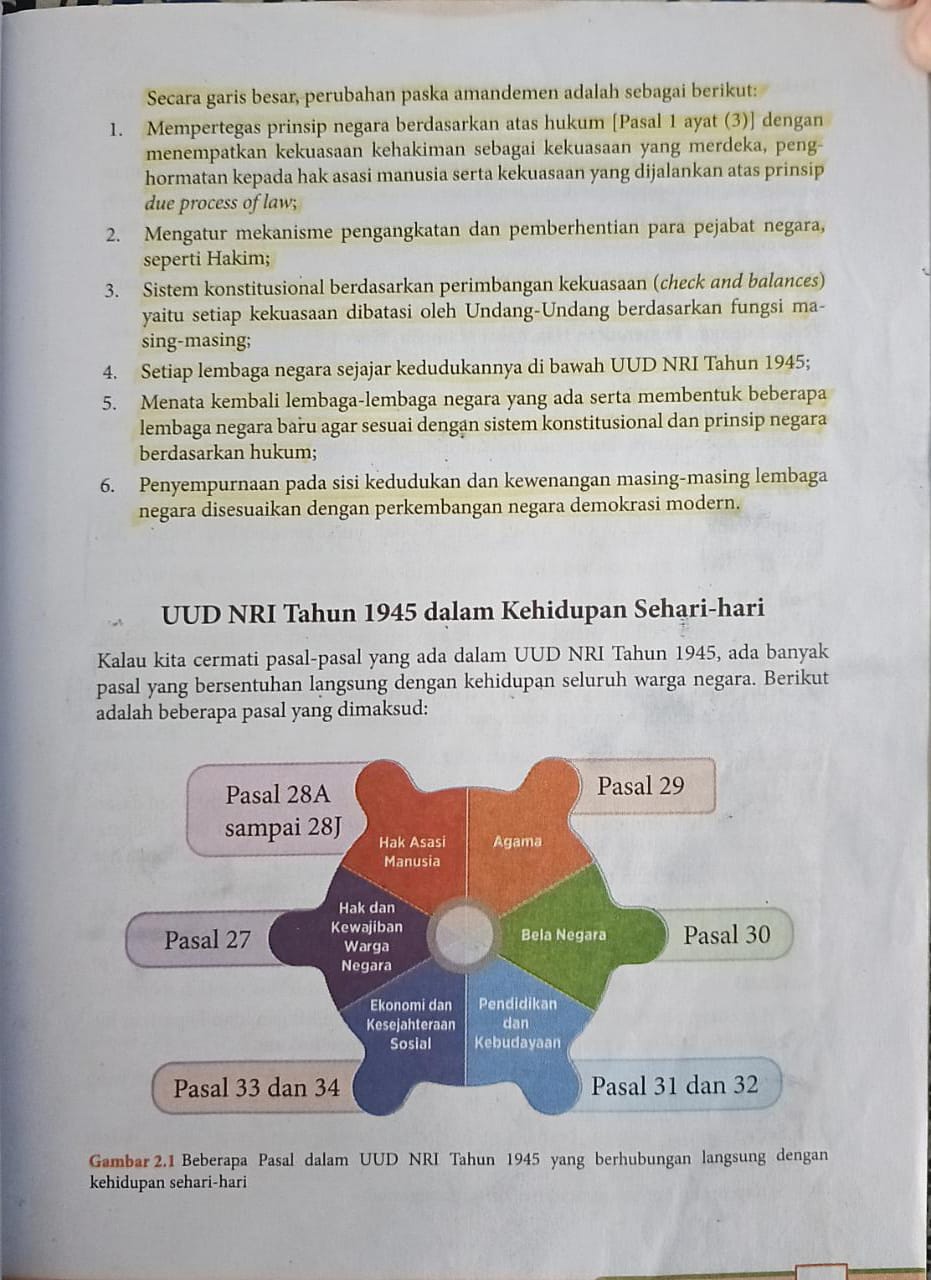 Secara garis besar, perubahan paska amandemen adalah sebagai berikut:
1. Mempertegas prinsip negara berdasarkan atas hukum [Pasal 1 ayat (3)] dengan
menempatkan kekuasaan kehakiman sebagai kekuasaan yang merdeka, peng-
hormatan kepada hak asasi manusia serta kekuasaan yang dijalankan atas prinsip
due process of law;
2. Mengatur mekanisme pengangkatan dan pemberhentian para pejabat negara,
seperti Hakim;
3. Sistem konstitusional berdasarkan perimbangan kekuasaan (check and balances)
yaitu setiap kekuasaan dibatasi oleh Undang-Undang berdasarkan fungsi ma-
sing-masing;
4. Setiap lembaga negara sejajar kedudukannya di bawah UUD NRI Tahun 1945;
5. Menata kembali lembaga-lembaga negara yang ada serta membentuk beberapa
lembaga negara baru agar sesuai dengan sistem konstitusional dan prinsip negara
berdasarkan hukum;
6. Penyempurnaan pada sisi kedudukan dan kewenangan masing-masing lembaga
negara disesuaikan dengan perkembangan negara demokrasi modern.
UUD NRI Tahun 1945 dalam Kehidupan Sehari-hari
Kalau kita cermati pasal-pasal yang ada dalam UUD NRI Tahun 1945, ada banyak
pasal yang bersentuhan langsung dengan kehidupan seluruh warga negara. Berikut
adalah beberapa pasal yang dimaksud:
Pasal 28A
sampai 28J
Hak Asasi
Manusia
Agama
Pasal 29
Pasal 27
Hak dan
Kewajiban
Warga
Negara
Bela Negara
Pasal 30
Pasal 33 dan 34
Ekonomi dan
Kesejahteraan
Sosial
Pendidikan
dan
Kebudayaan
Pasal 31 dan 32
Gambar 2.1 Beberapa Pasal dalam UUD NRI Tahun 1945 yang berhubungan langsung dengan
kehidupan sehari-hari